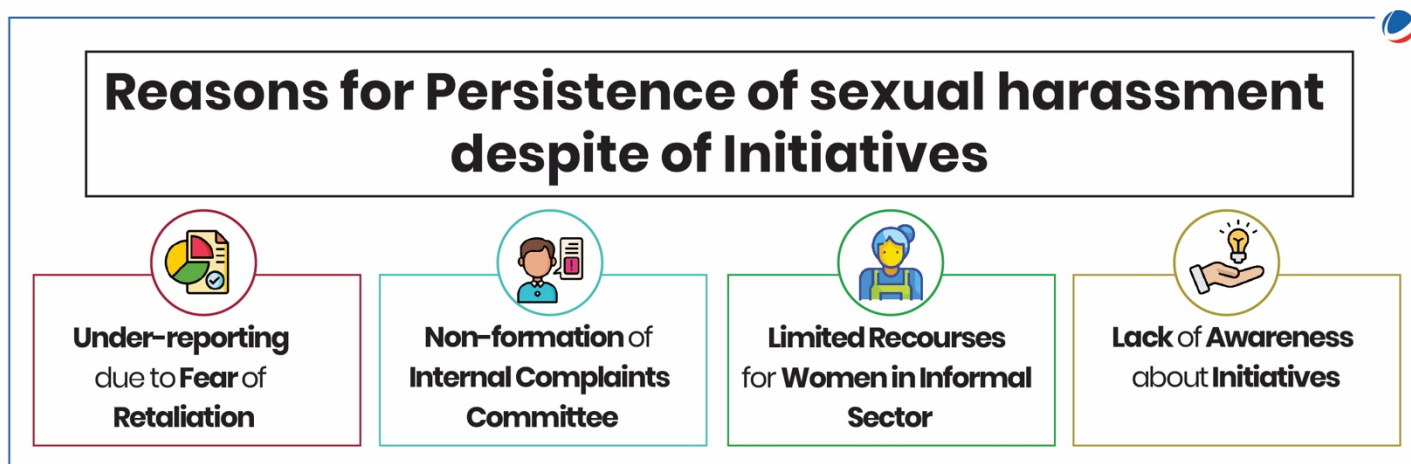 Reasons for Persistence of sexual harassment
despite of Initiatives
Under-reporting
due to Fear of
Retaliation
Non-formation of
Internal Complaints
Committee
Limited Recourses
for Women in Informal
Sector
Lack of Awareness
about Initiatives